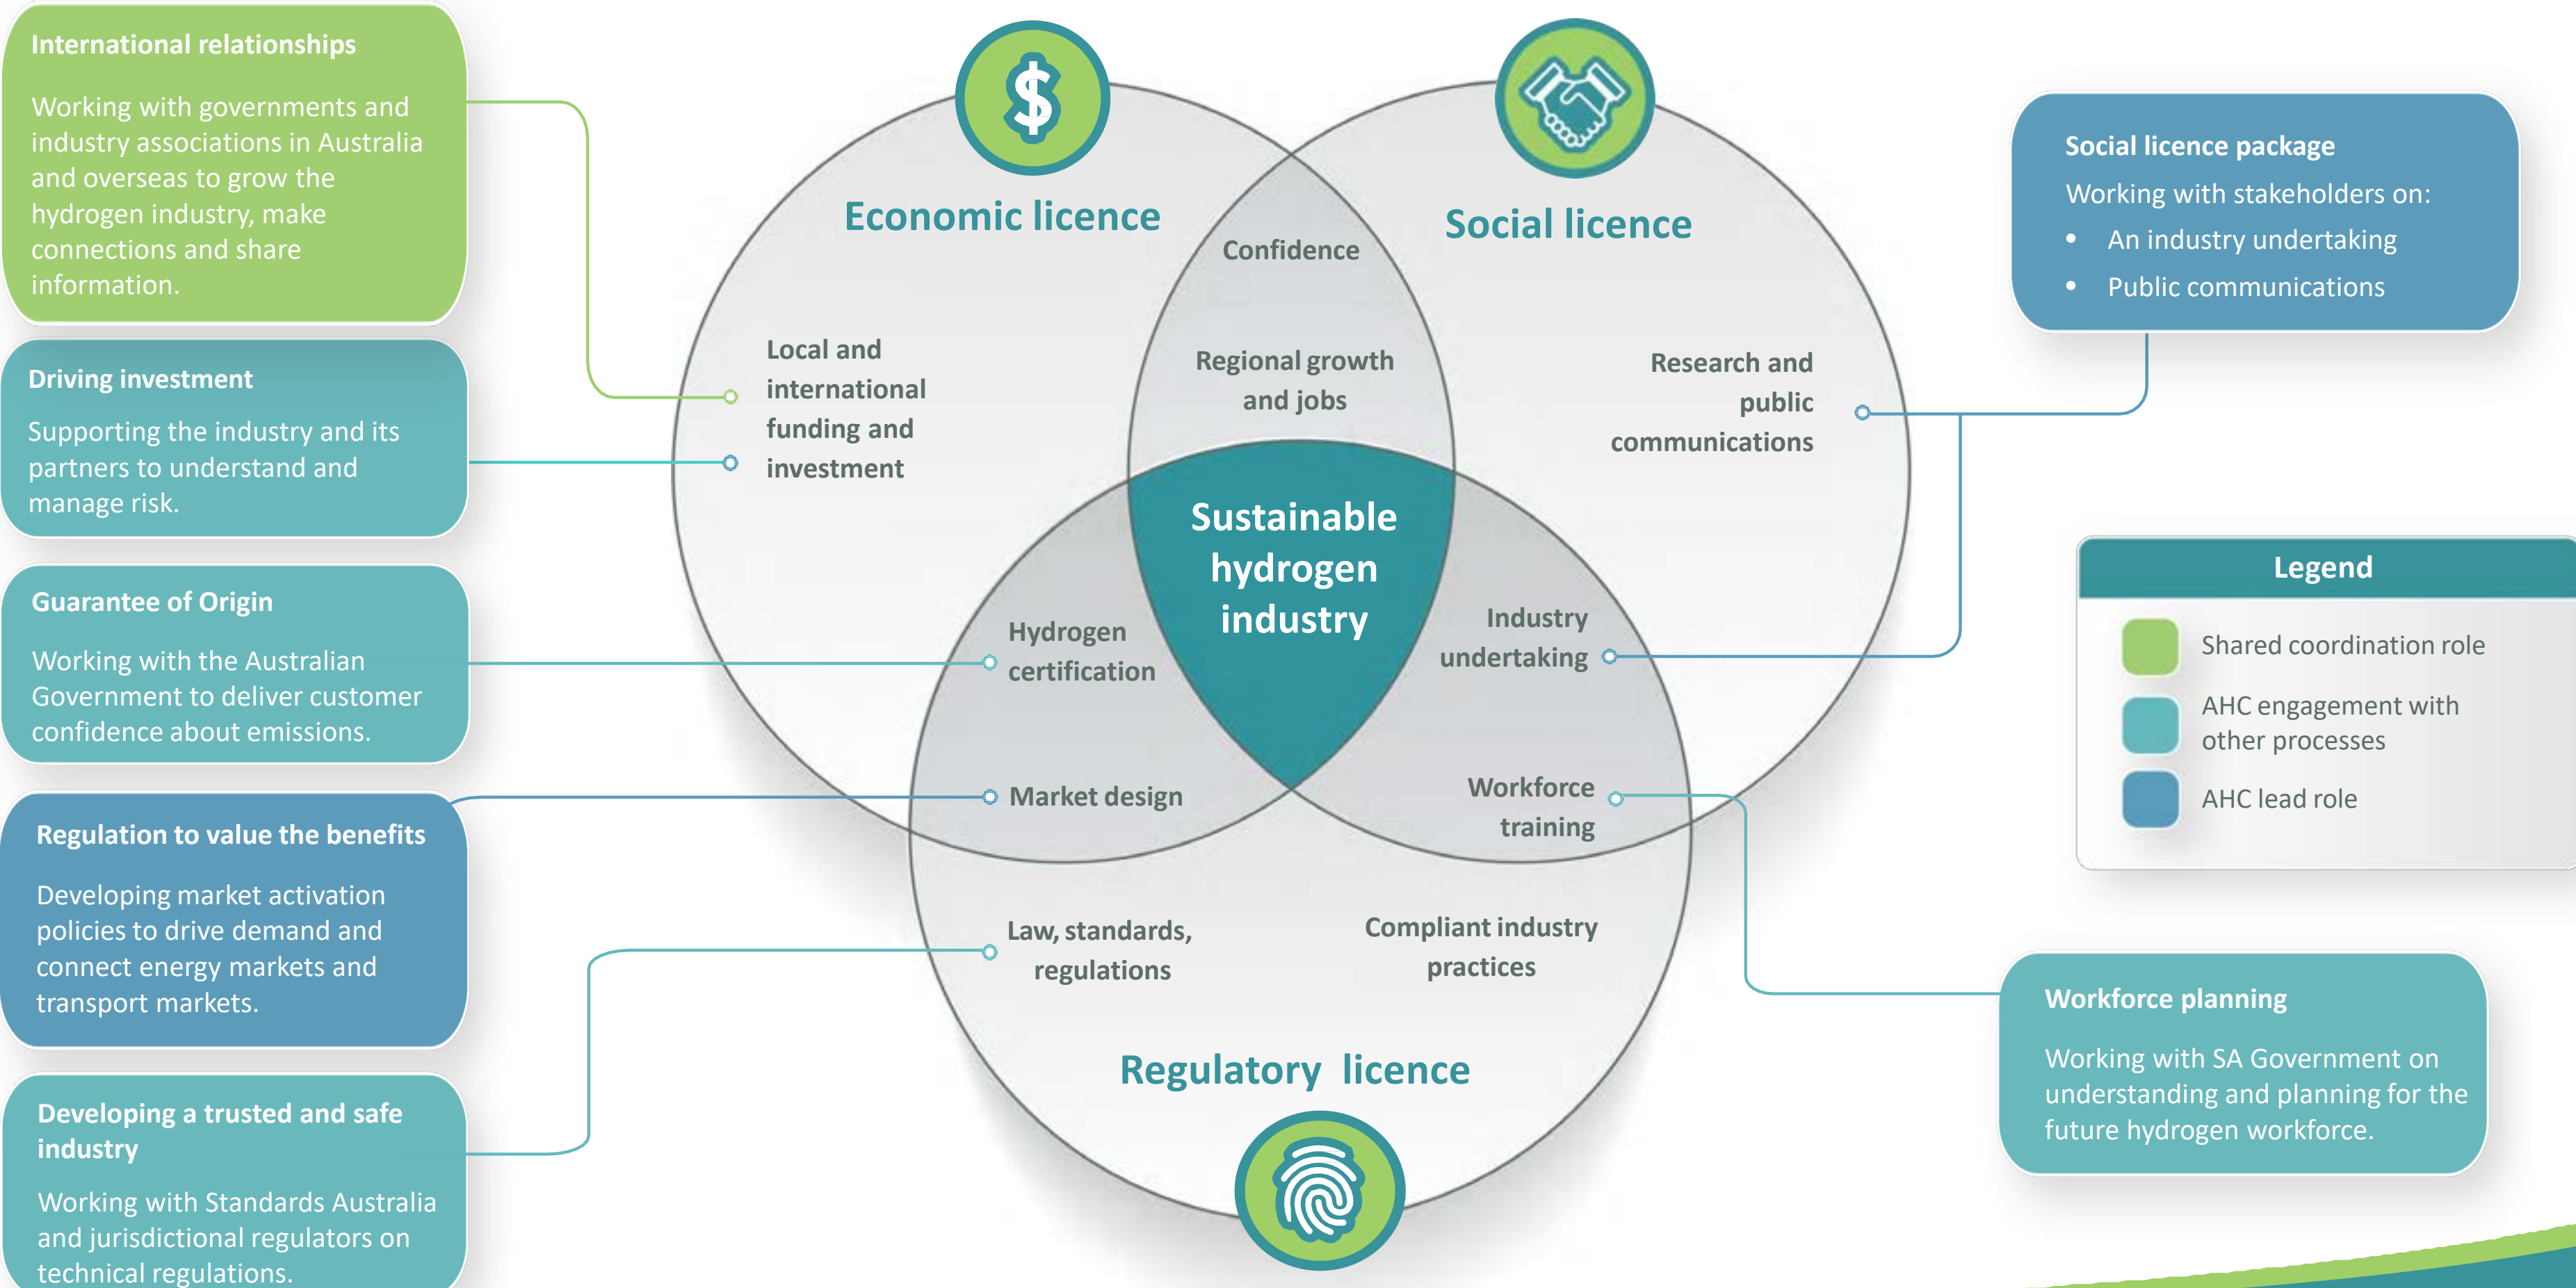 International relationships
Working with governments and
industry associations in Australia
and overseas to grow the
hydrogen industry, make
connections and share
information.
Driving investment
Supporting the industry and its
partners to understand and
manage risk.
Guarantee of Origin
Working with the Australian
Government to deliver customer
confidence about emissions.
Regulation to value the benefits
Developing market activation
policies to drive demand and
connect energy markets and
transport markets.
Developing a trusted and safe
industry
Working with Standards Australia
and jurisdictional regulators on
technical regulations.
$
Economic licence
Local and
international
funding and
investment
Confidence
Regional growth
and jobs
Social licence
Research and
public
communications
Sustainable
hydrogen
industry
Hydrogen
certification
Market design
Industry
undertaking
Workforce
training
Law, standards,
regulations
Compliant industry
practices
Regulatory licence
Social licence package
Working with stakeholders on:
• An industry undertaking
• Public communications
Legend
Shared coordination role
AHC engagement with
other processes
AHC lead role
Workforce planning
Working with SA Government on
understanding and planning for the
future hydrogen workforce.